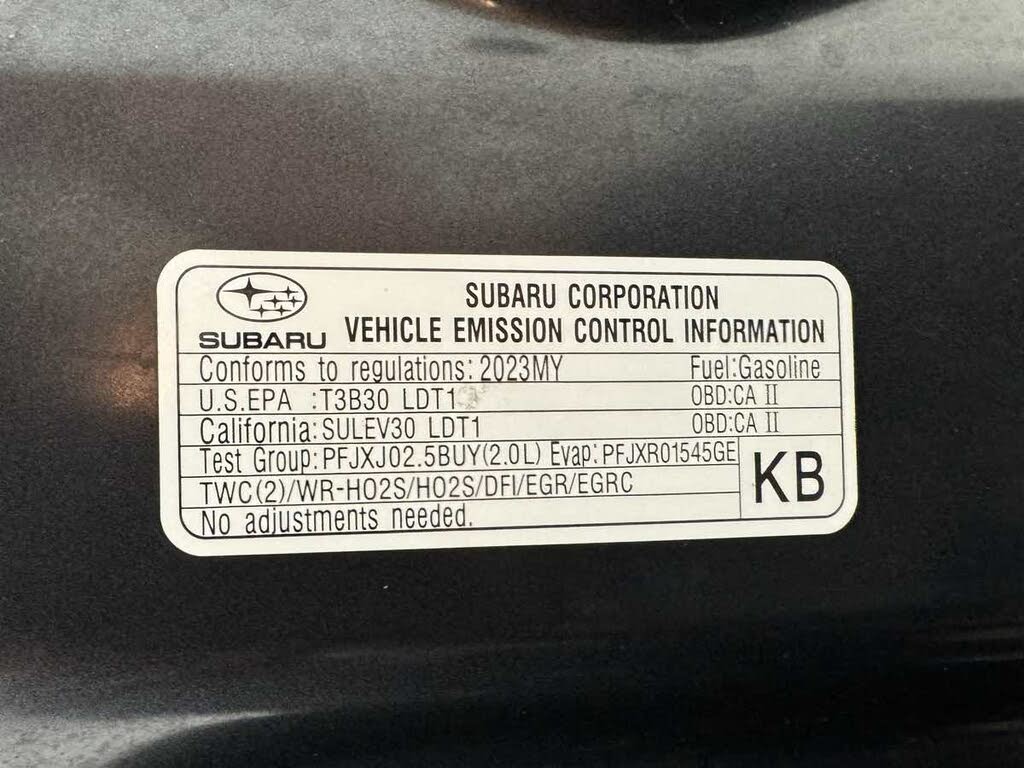 SUBARU CORPORATION
SUBARU VEHICLE EMISSION CONTROL INFORMATION
Conforms to regulations: 2023MY Fuel:Gasoline
U.S.EPA :T3B30 LDT1 OBD:CA II
California:SULEV30 LDT1 OBD:CA II
Test Group:PFJXJ02.5BUY(2.0L) Evap:PFJXR01545GE
TWC(2)/WR-HO2S/HO2S/DFI/EGR/EGRC
KB
No adjustments needed.